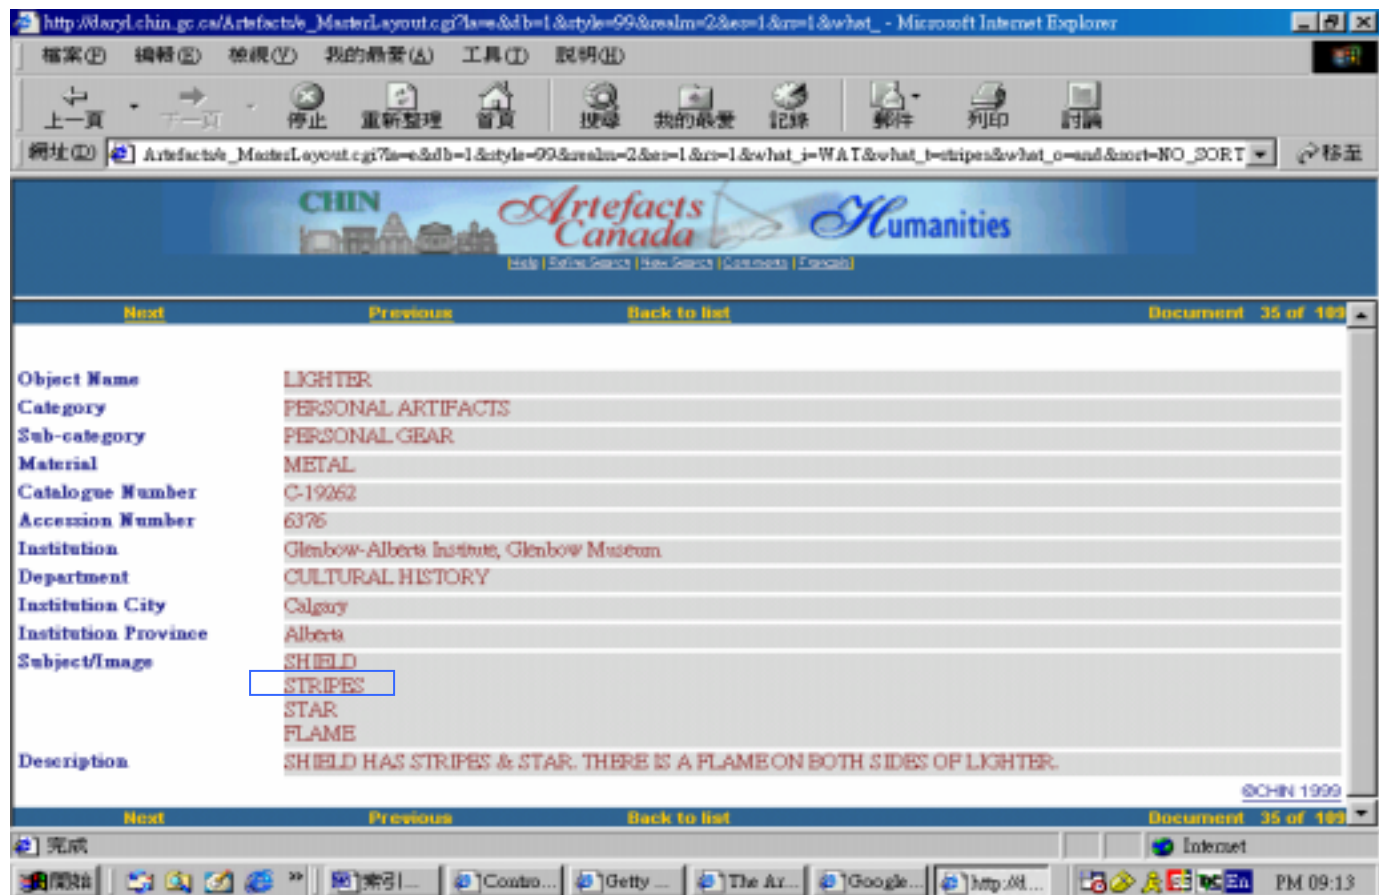 http://daryl.chin.gc.ca/Artefacts/e_MasterLayout.cgi?la=e&db=1&style=99&realm=2&es=1&rs=1&what_ - Microsoft Internet Explorer
檔案(F) 編輯(E) 檢視(V) 我的最愛(A) 工具(T) 說明(H)
上一頁 下一頁 停止 重新整理 首頁 搜尋 我的最愛 記錄 郵件 列印 討論
網址(D) Artefacts/e_MasterLayout.cgi?la=e&db=1&style=99&realm=2&es=1&rs=1&what_i=WAT&what_t=stripes&what_o=and&sort=NO_SORT 移至
CHIN Artefacts Canada Humanities
[Help | Refine Search | New Search | Comments | Français]
Next Previous Back to list Document 35 of 109
Object Name LIGHTER
Category PERSONAL ARTIFACTS
Sub-category PERSONAL GEAR
Material METAL
Catalogue Number C-19262
Accession Number 6376
Institution Glenbow-Alberta Institute, Glenbow Museum
Department CULTURAL HISTORY
Institution City Calgary
Institution Province Alberta
Subject/Image SHIELD
STRIPES
STAR
FLAME
Description SHIELD HAS STRIPES & STAR. THERE IS A FLAME ON BOTH SIDES OF LIGHTER.
©CHIN 1999
Next Previous Back to list Document 35 of 109
完成 Internet
開始 » 索引... Contro... Getty ... The Ar... Google... http://d... En PM 09:13